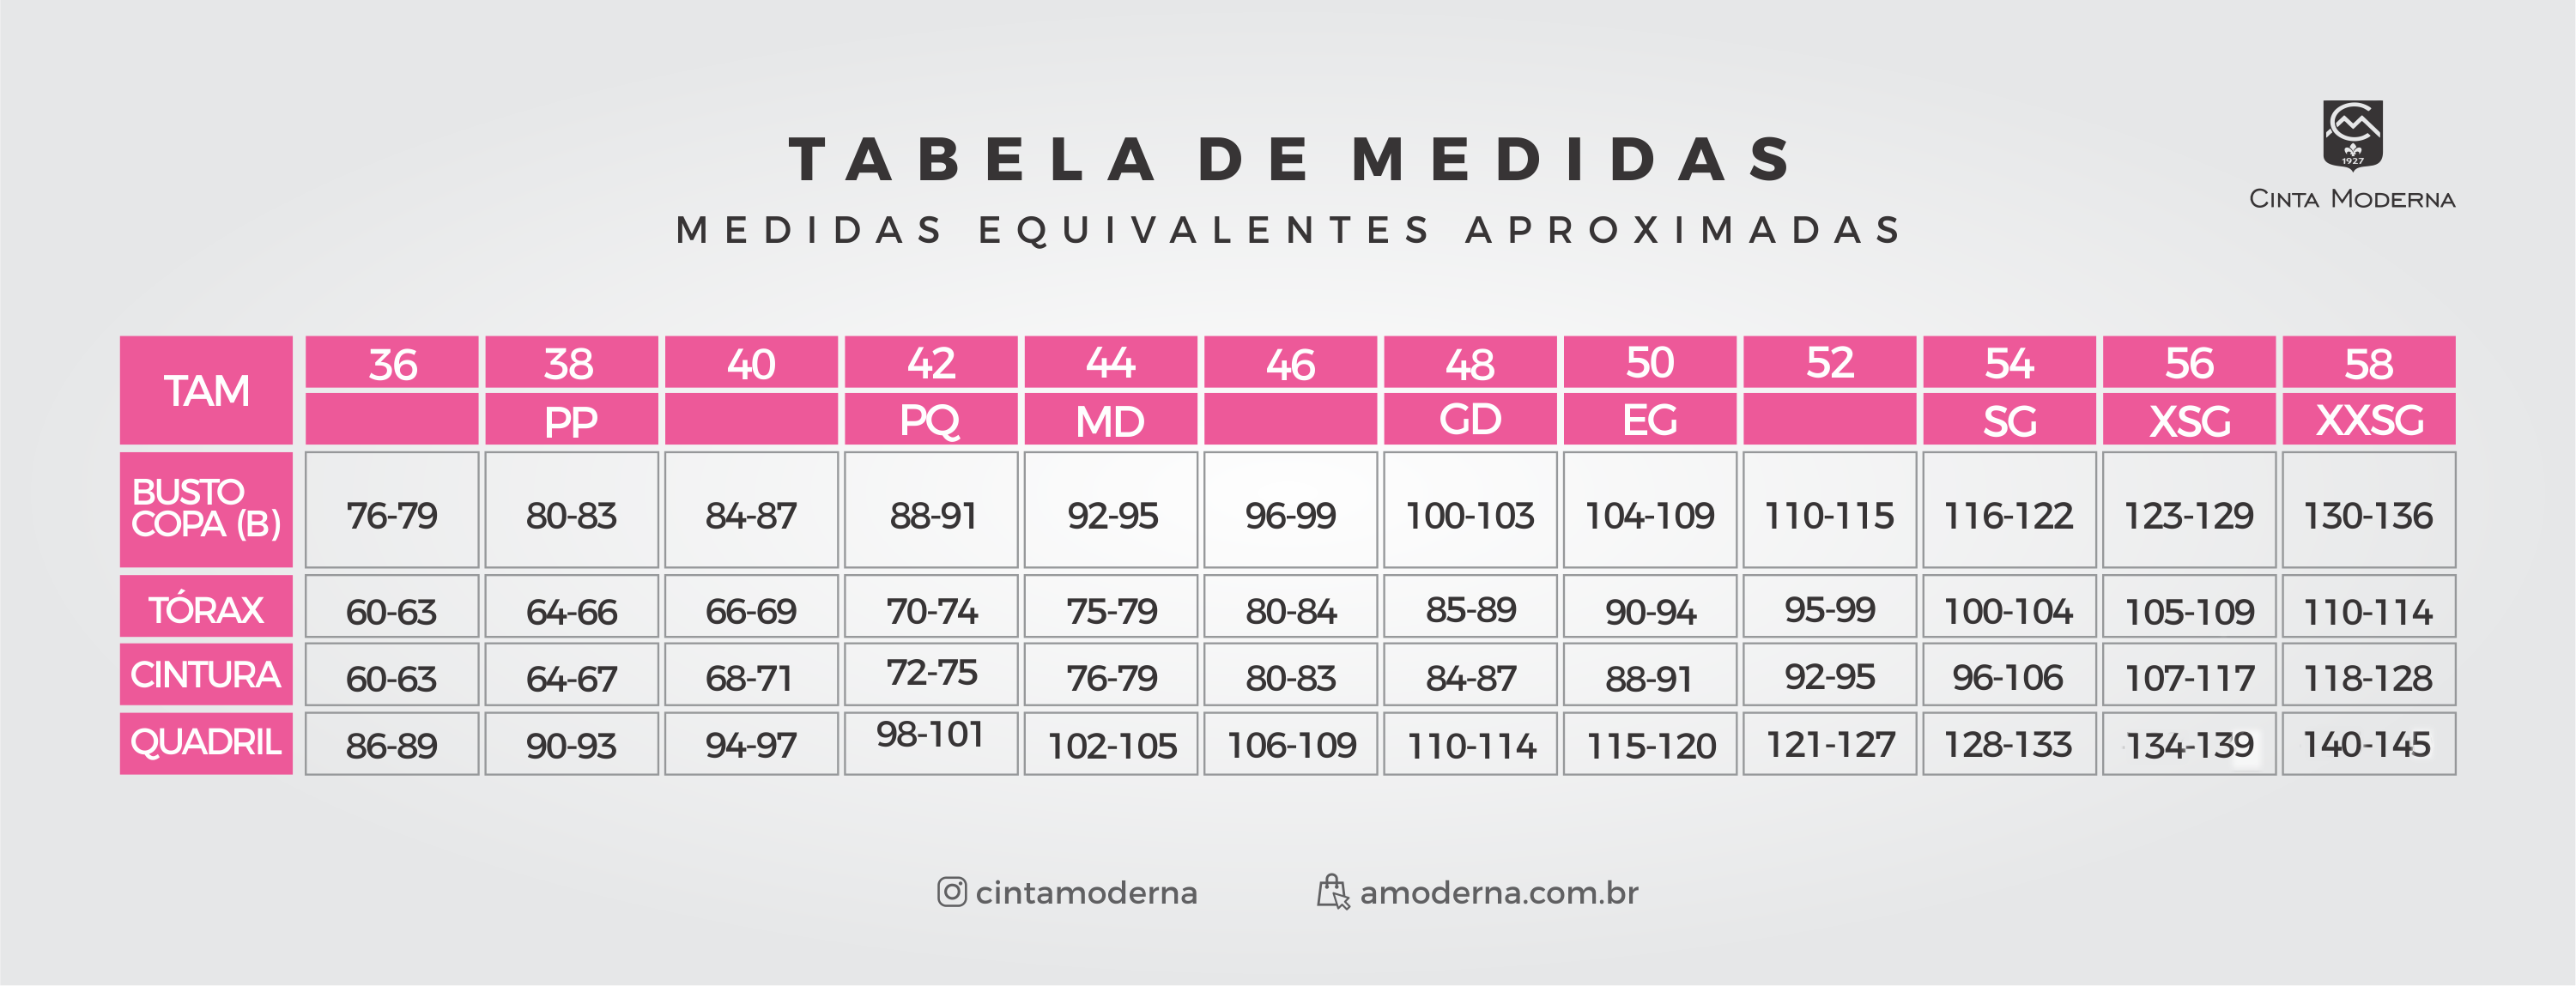 TABELA DE MEDIDAS
MEDIDAS EQUIVALENTES APROXIMADAS
1927
CINTA MODERNA
TAM 36 38 40 42 44 46 48 50 52 54 56 58
PP PQ MD GD EG SG XSG XXSG
BUSTO
COPA (B) 76-79 80-83 84-87 88-91 92-95 96-99 100-103 104-109 110-115 116-122 123-129 130-136
TÓRAX 60-63 64-66 66-69 70-74 75-79 80-84 85-89 90-94 95-99 100-104 105-109 110-114
CINTURA 60-63 64-67 68-71 72-75 76-79 80-83 84-87 88-91 92-95 96-106 107-117 118-128
QUADRIL 86-89 90-93 94-97 98-101 102-105 106-109 110-114 115-120 121-127 128-133 134-139 140-145
cintamoderna amoderna.com.br